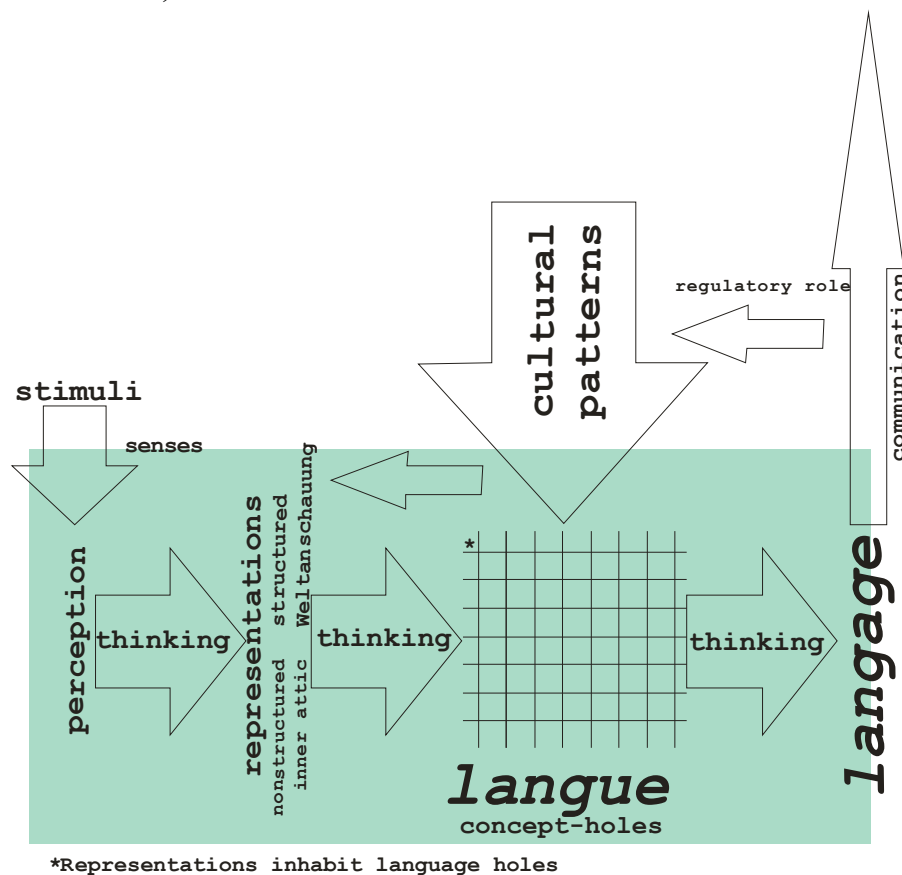 cultural
patterns
regulatory role
communication
stimuli
senses
perception
thinking
representations
nonstructured structured
inner attic Weltanschauung
thinking
*
thinking
langage
langue
concept-holes
*Representations inhabit language holes